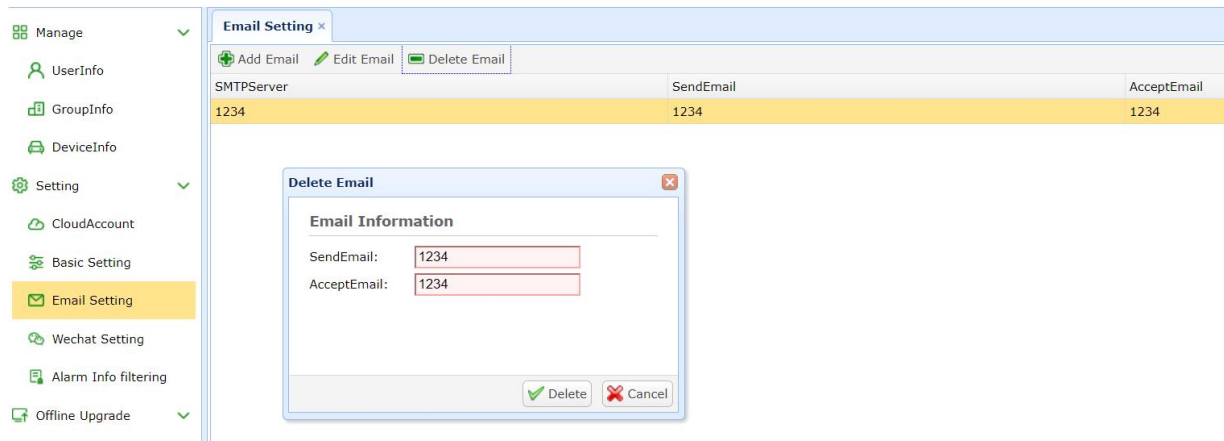 Manage
UserInfo
GroupInfo
DeviceInfo
Setting
CloudAccount
Basic Setting
Email Setting
Wechat Setting
Alarm Info filtering
Offline Upgrade
Email Setting ×
Add Email Edit Email Delete Email
SMTPServer SendEmail AcceptEmail
1234 1234 1234
Delete Email
Email Information
SendEmail: 1234
AcceptEmail: 1234
Delete Cancel